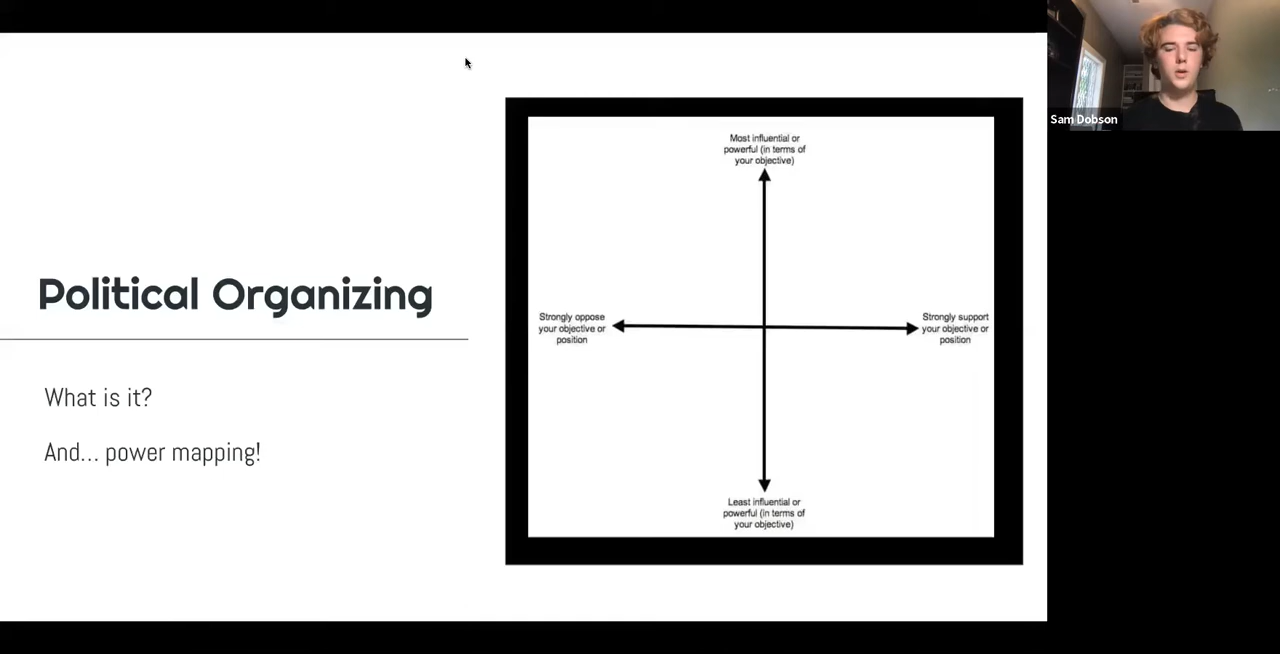 Political Organizing
What is it?
And... power mapping!
Most influential or
powerful (in terms of
your objective)
Strongly oppose
your objective or
position
Strongly support
your objective or
position
Least influential or
powerful (in terms of
your objective)
Sam Dobson